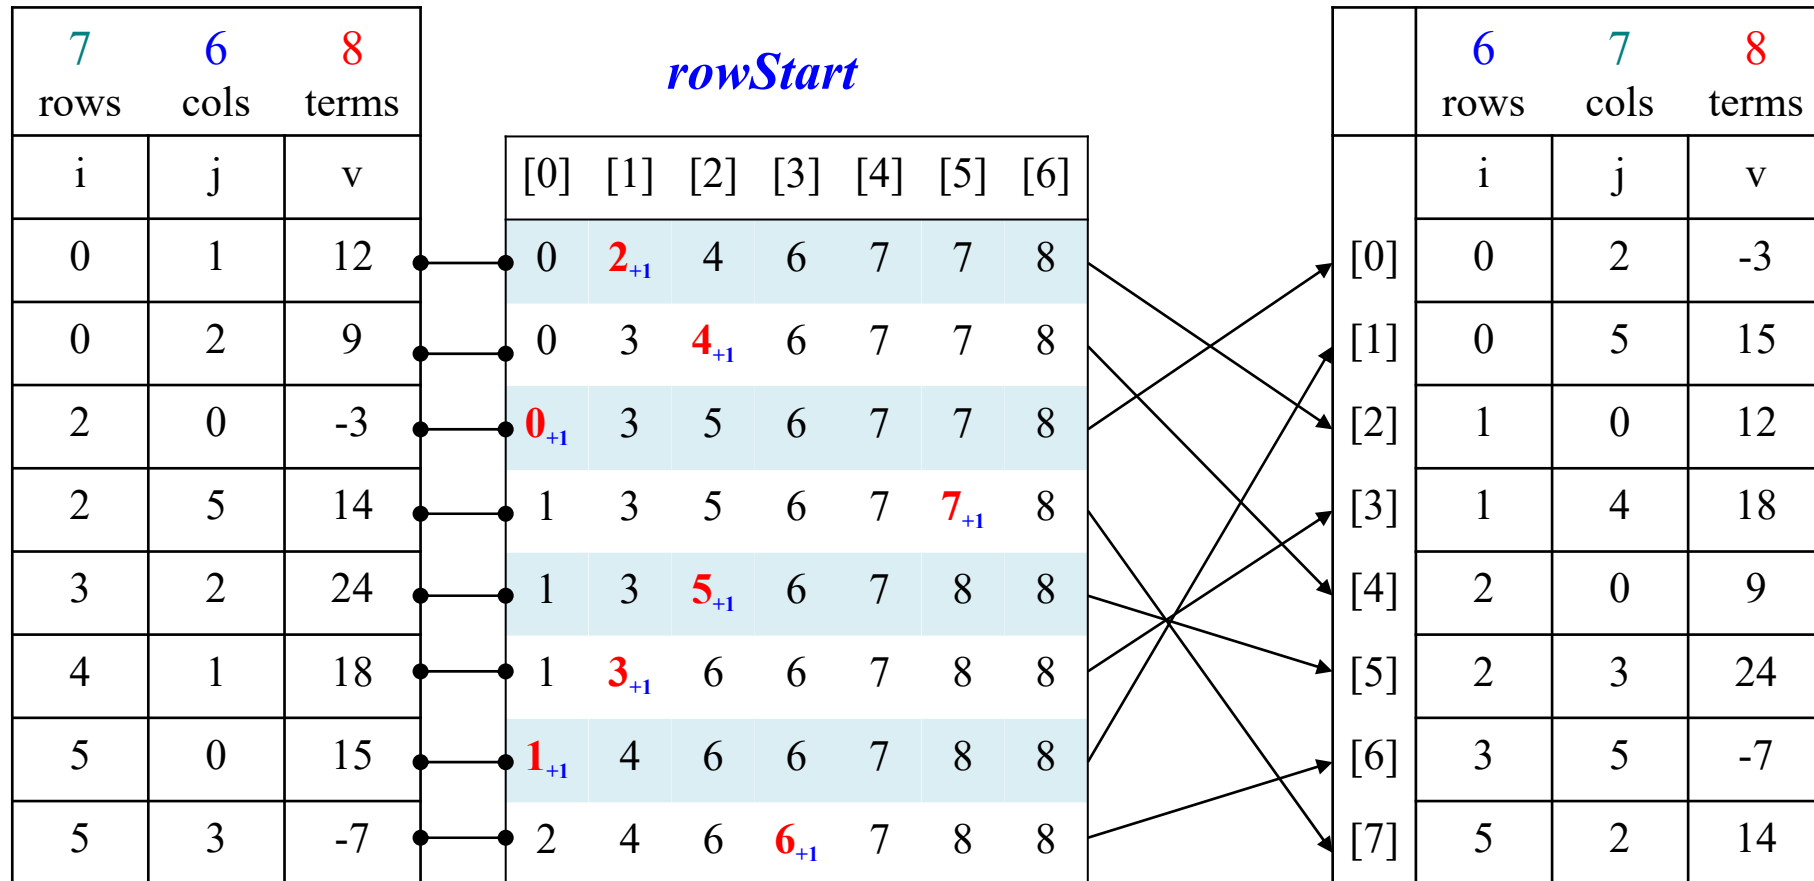 7 6 8 6 7 8
rowStart
rows cols terms rows cols terms
i j v [0] [1] [2] [3] [4] [5] [6] i j v
0 1 12 0 2+1 4 6 7 7 8 [0] 0 2 -3
0 2 9 0 3 4+1 6 7 7 8 [1] 0 5 15
2 0 -3 0+1 3 5 6 7 7 8 [2] 1 0 12
2 5 14 1 3 5 6 7 7+1 8 [3] 1 4 18
3 2 24 1 3 5+1 6 7 8 8 [4] 2 0 9
4 1 18 1 3+1 6 6 7 8 8 [5] 2 3 24
5 0 15 1+1 4 6 6 7 8 8 [6] 3 5 -7
5 3 -7 2 4 6 6+1 7 8 8 [7] 5 2 14